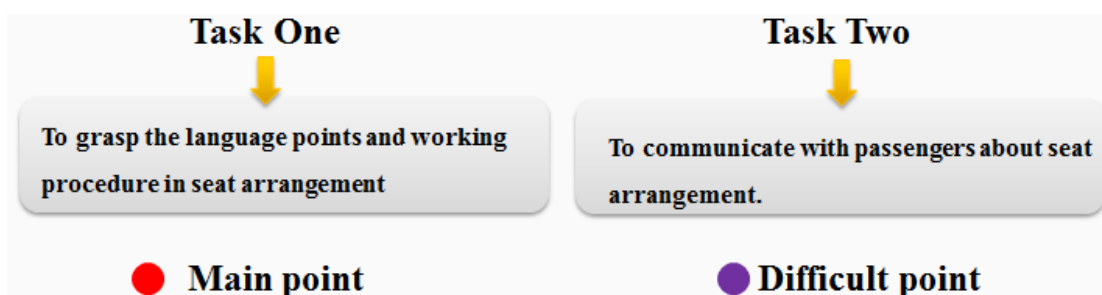 Task One
To grasp the language points and working
procedure in seat arrangement
Main point
Task Two
To communicate with passengers about seat
arrangement.
Difficult point